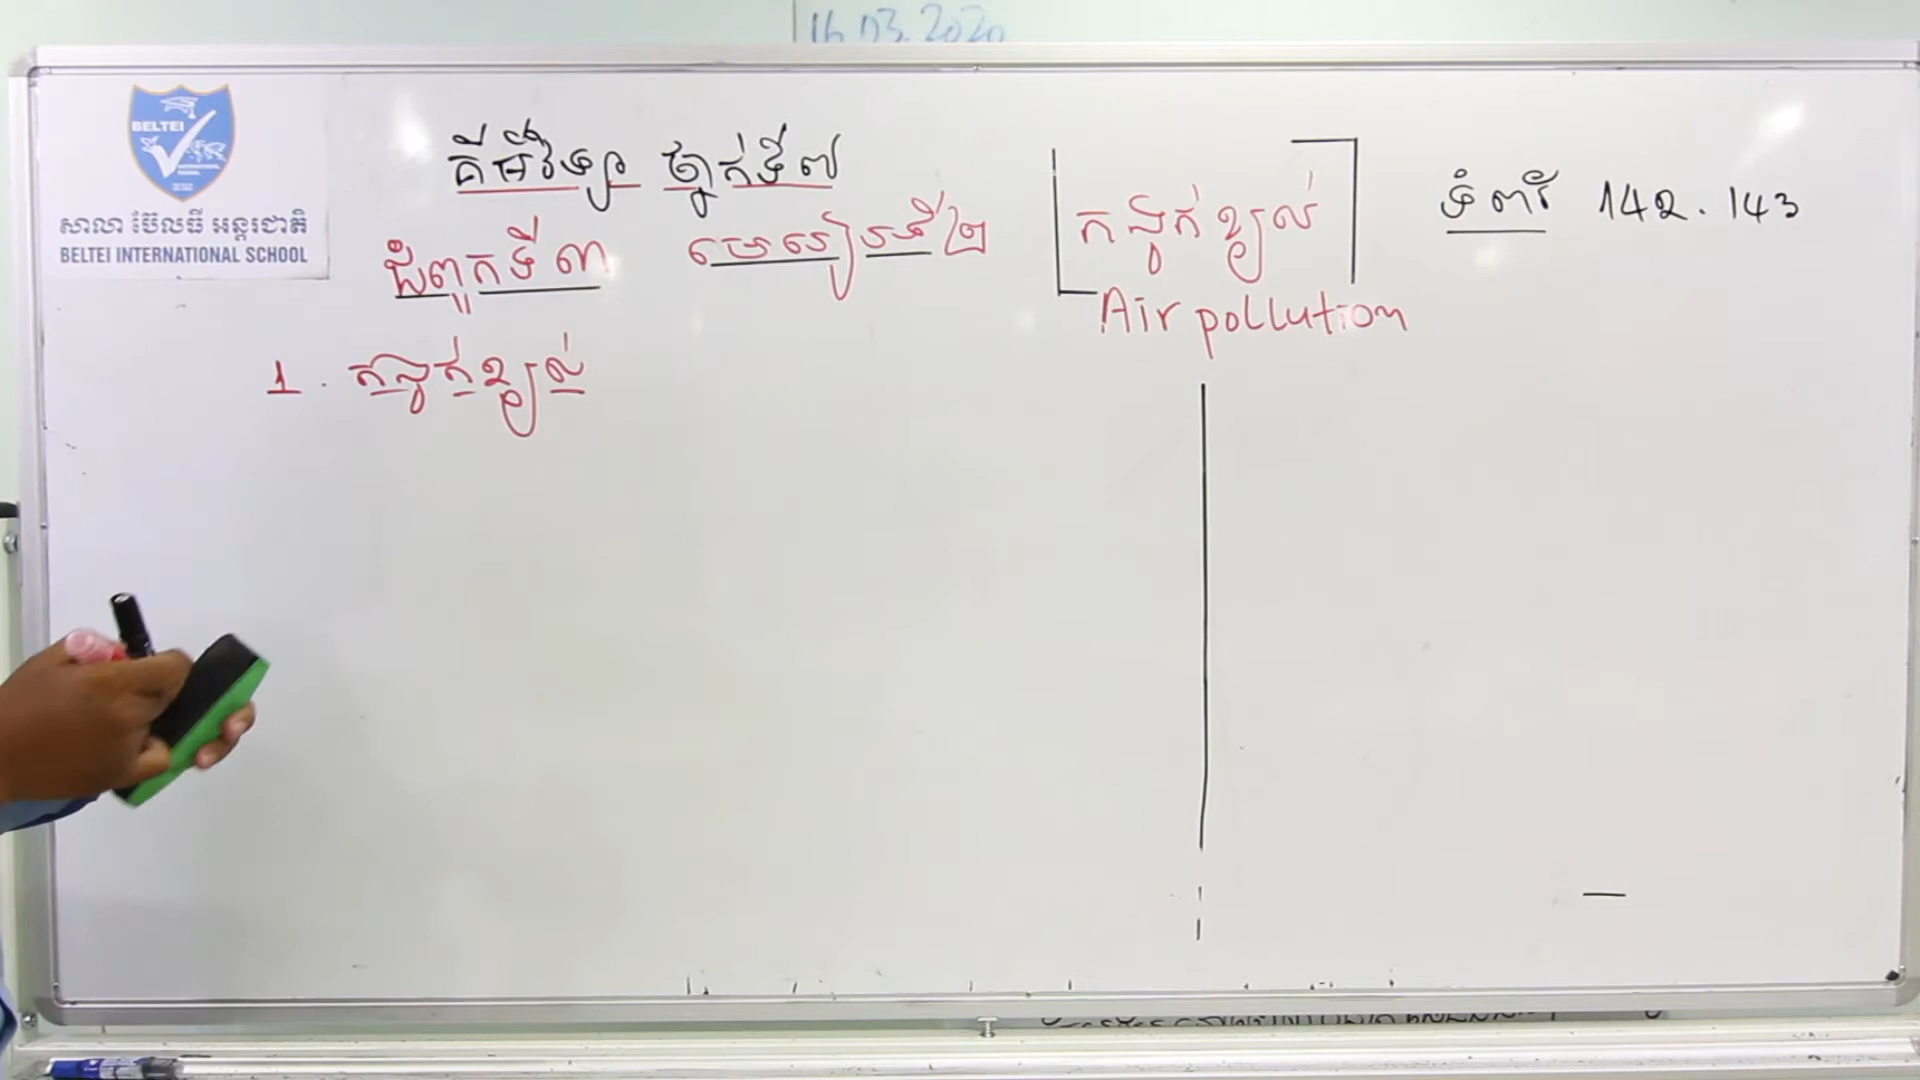 16.03.2020
BELTEI
សាលា ប៊ែលធី អន្តរជាតិ
BELTEI INTERNATIONAL SCHOOL
គីមីវិទ្យា ថ្នាក់ទី៧
ជំពូកទី៣ មេរៀនទី២
កង្វក់ខ្យល់
Air pollution
ទំព័រ 142.143
1. កង្វក់ខ្យល់